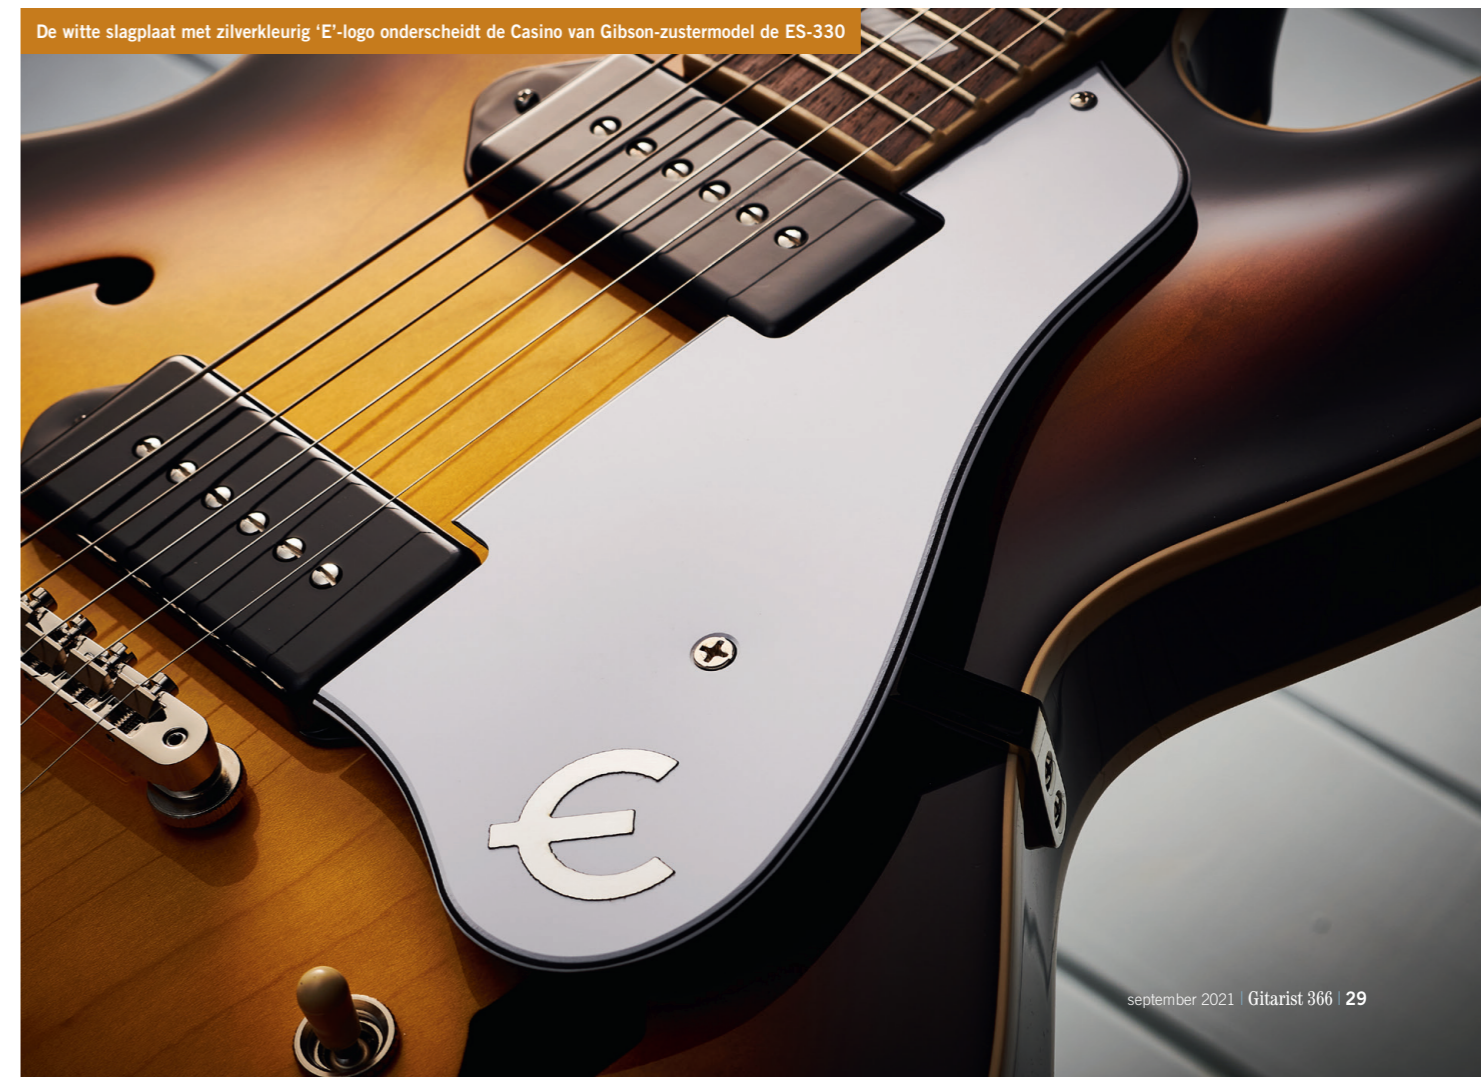 De witte slagplaat met zilverkleurig ‘E’-logo onderscheidt de Casino van Gibson-zustermodel de ES-330
€
september 2021 | Gitarist 366 | 29